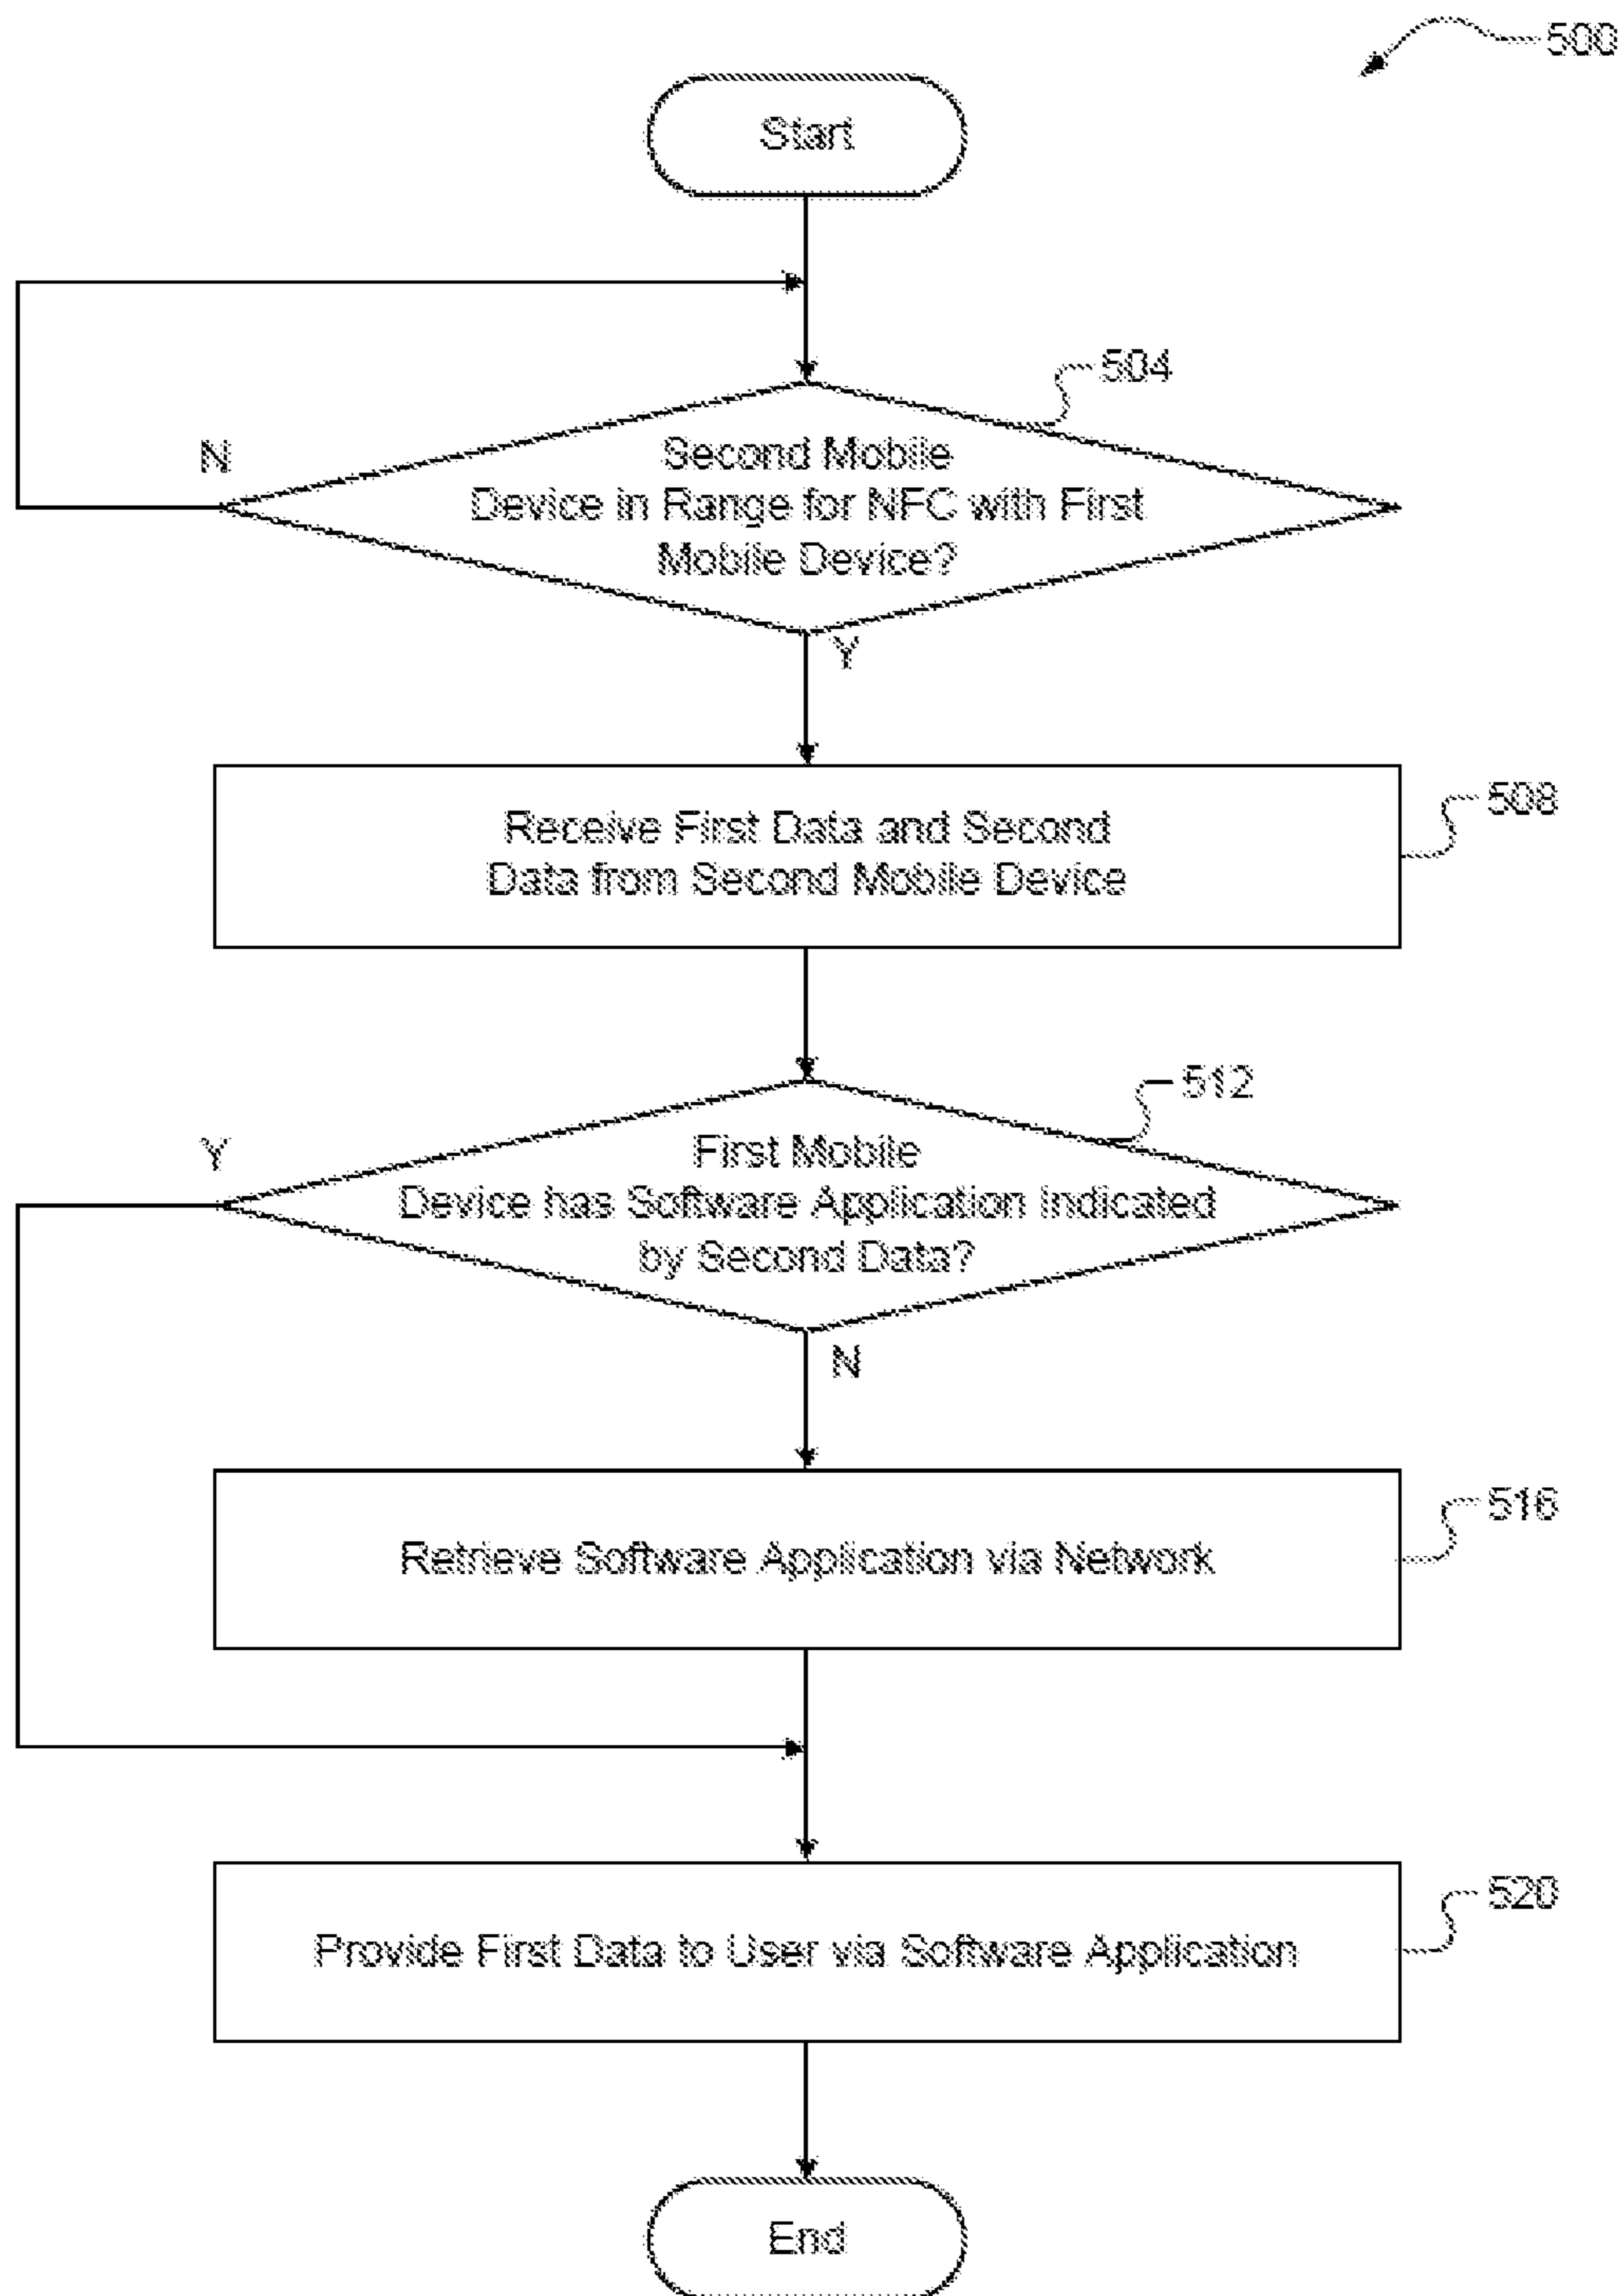 500
Start
504
Second Mobile
Device in Range for NFC with First
Mobile Device?
N
Y
Receive First Data and Second
Data from Second Mobile Device
508
512
First Mobile
Device has Software Application Indicated
by Second Data?
Y
N
Retrieve Software Application via Network
516
Provide First Data to User via Software Application
520
End